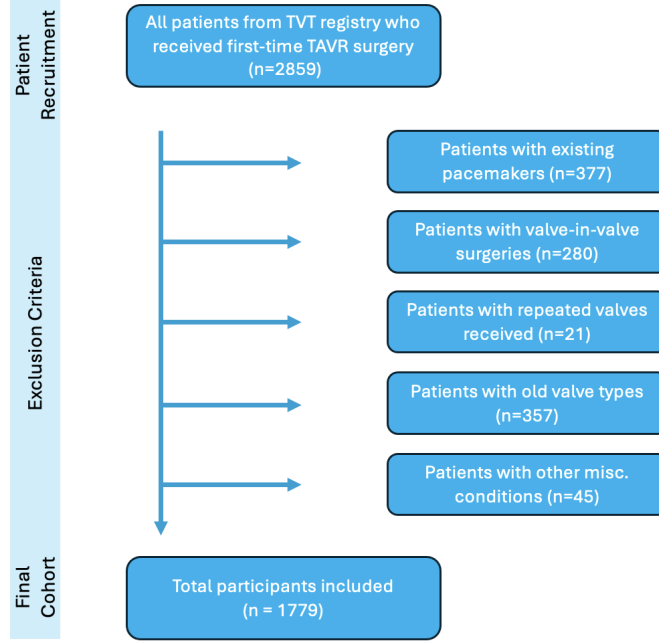 Patient
Recruitment
All patients from TVT registry who
received first-time TAVR surgery
(n=2859)
Exclusion Criteria
Patients with existing
pacemakers (n=377)
Patients with valve-in-valve
surgeries (n=280)
Patients with repeated valves
received (n=21)
Patients with old valve types
(n=357)
Patients with other misc.
conditions (n=45)
Final
Cohort
Total participants included
(n = 1779)